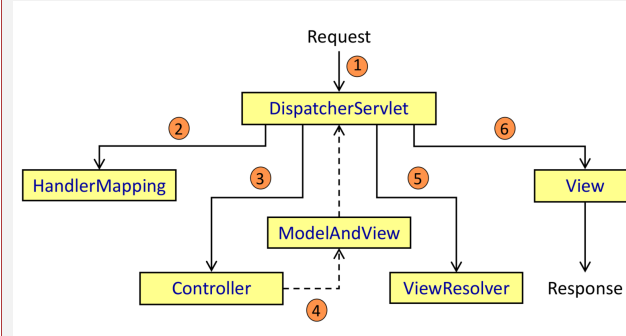 Request
1
DispatcherServlet
2
6
3
5
HandlerMapping
View
ModelAndView
Controller
ViewResolver
Response
4